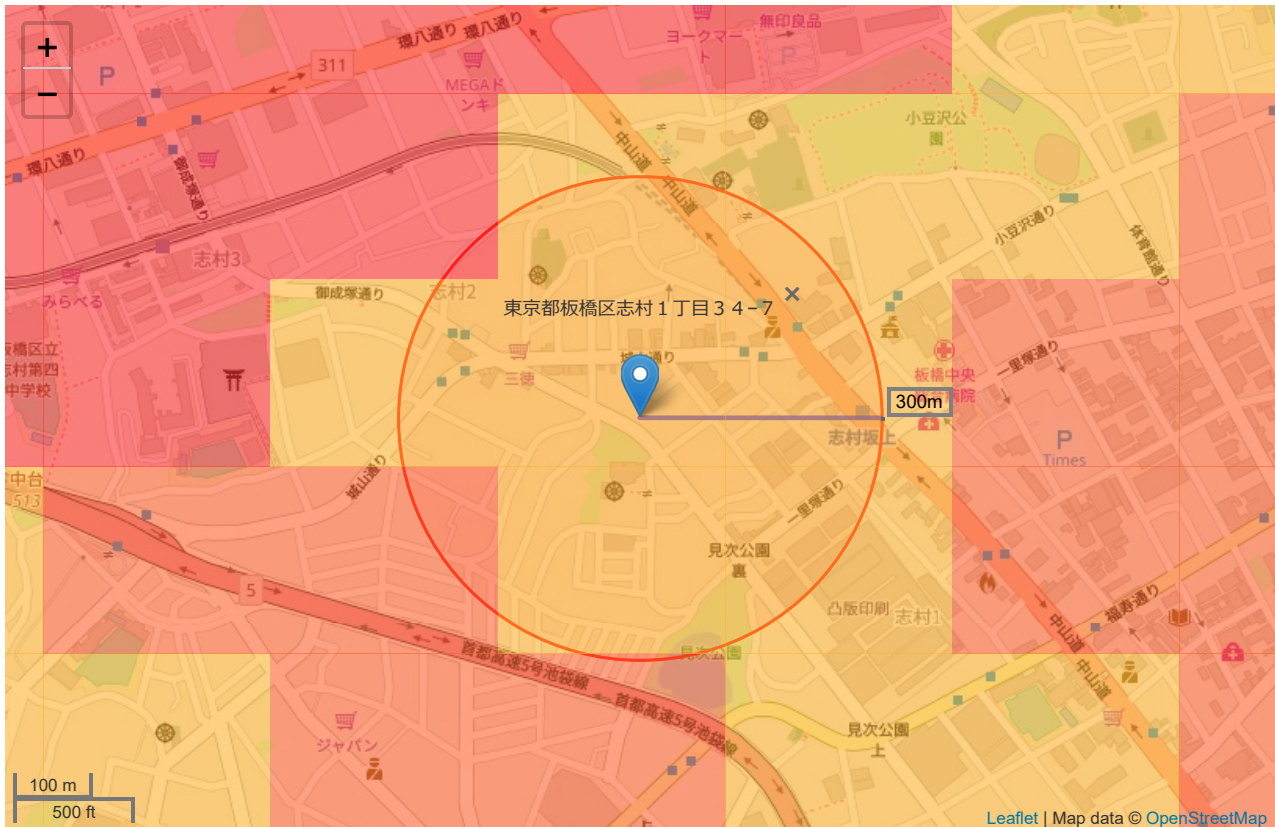 +
−
環八通り 環八通り
ヨークマー
ト
無印良品
P
P
311
MEGAド
ンキ
環八通り
御成塚通り
中山道
中山道
小豆沢公
園
小豆沢通り
体育館通り
志村3
みらべる
御成塚通り
志村2
東京都板橋区志村１丁目３４−７
×
城山通り
三徳
板橋区立
志村第四
中学校
300m
板橋中央
病院
一里塚通り
志村坂上
P
Times
中台
513
城山通り
一里塚通り
見次公園
裏
5
凸版印刷
志村1
福寿通り
中山道
中山道
首都高速5号池袋線
首都高速5号池袋線
見次公園
ジャパン
見次公園
上
100 m
500 ft
Leaflet | Map data © OpenStreetMap